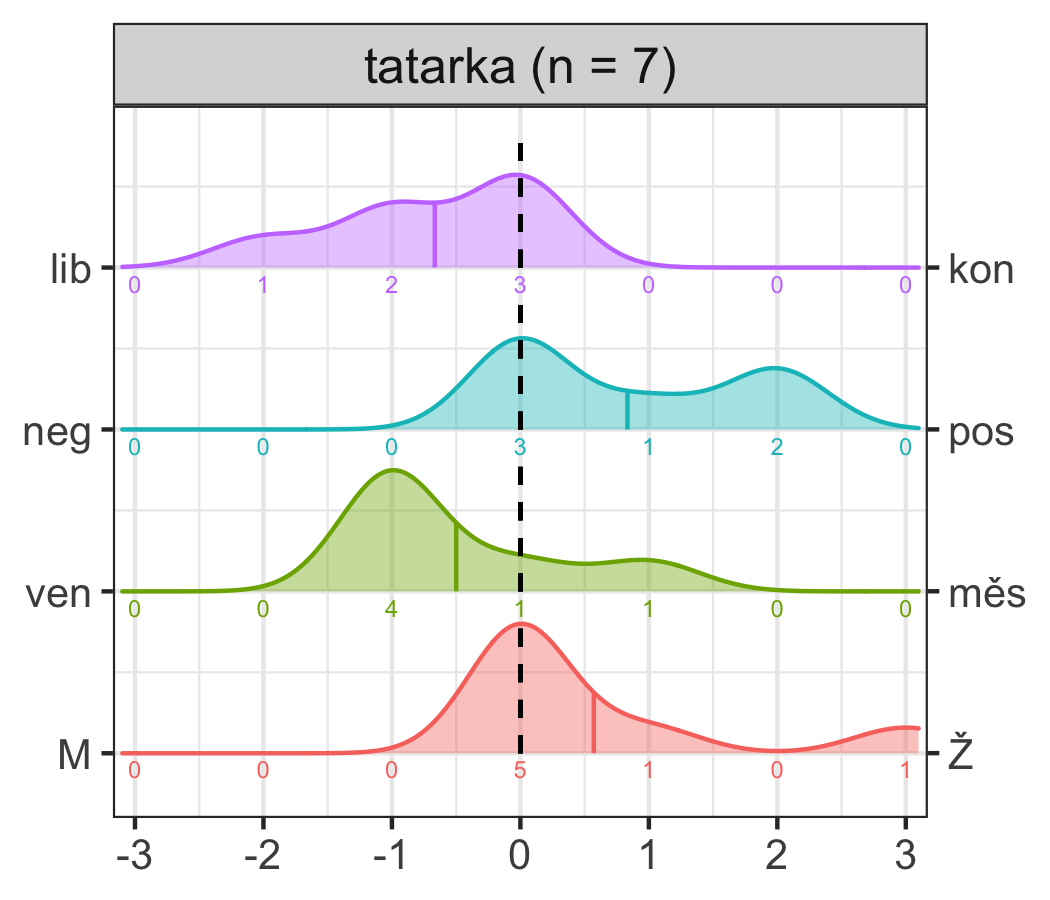 tatarka (n = 7)
lib kon
0 1 2 3 0 0 0
neg pos
0 0 0 3 1 2 0
ven měs
0 0 4 1 1 0 0
M Ž
0 0 0 5 1 0 1
-3 -2 -1 0 1 2 3